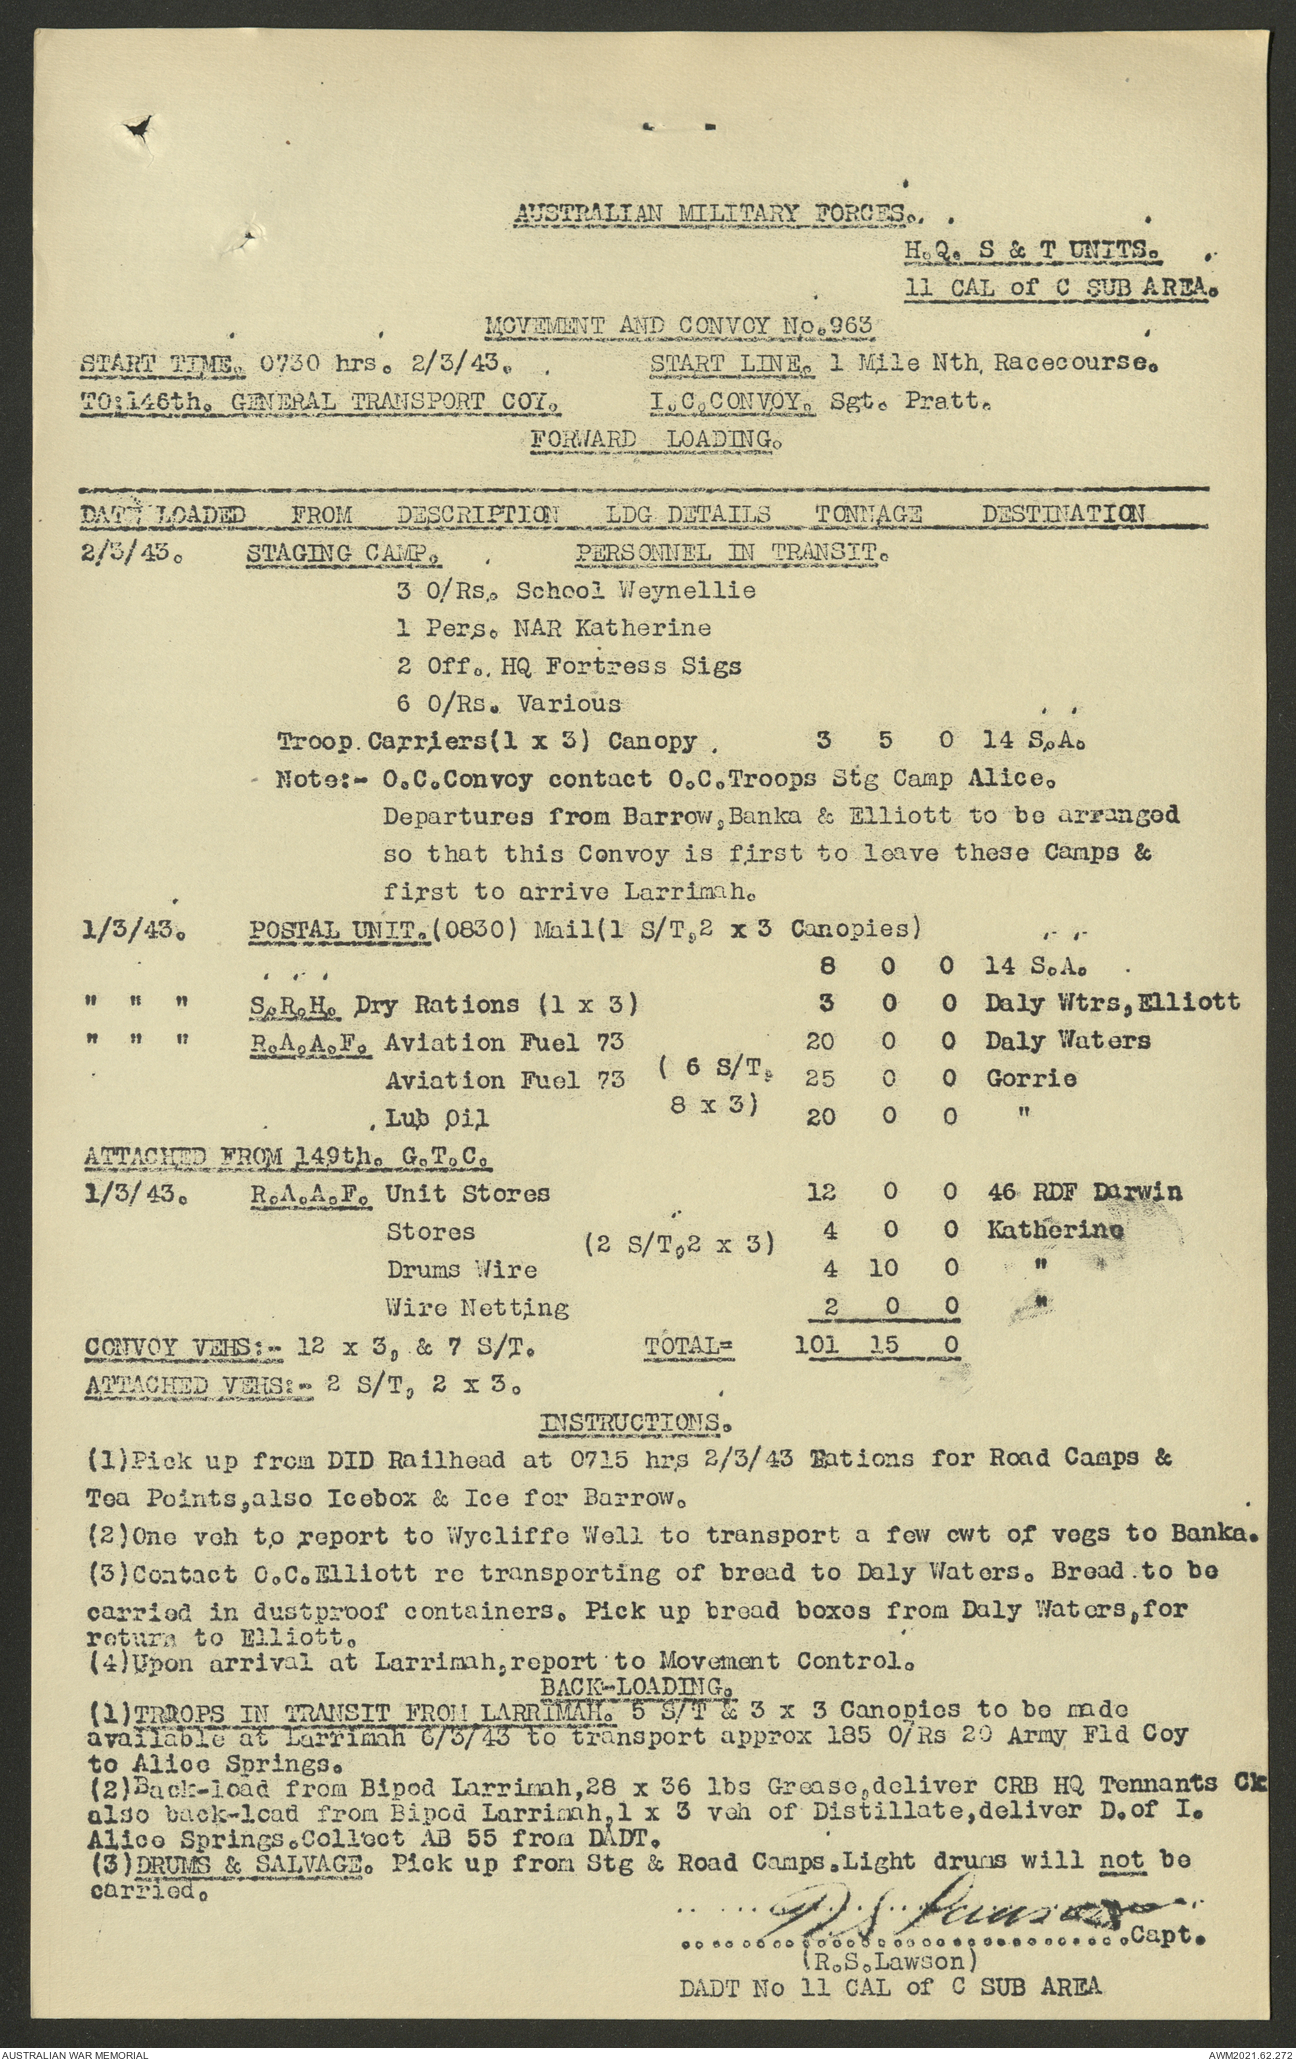 AUSTRALIAN MILITARY FORCES.
H.Q. S & T UNITS.
11 CAL of C SUB AREA.
MOVEMENT AND CONVOY No.963
START TIME. 0730 hrs. 2/3/43. START LINE. 1 Mile Nth, Racecourse.
TO:146th. GENERAL TRANSPORT COY. I.C.CONVOY. Sgt. Pratt.
FORWARD LOADING.
DATE LOADED FROM DESCRIPTION LDG DETAILS TONNAGE DESTINATION
2/3/43. STAGING CAMP. PERSONNEL IN TRANSIT.
3 O/Rs. School Weynellie
1 Pers. NAR Katherine
2 Off. HQ Fortress Sigs
6 O/Rs. Various
Troop Carriers(1 x 3) Canopy 3 5 0 14 S.A.
Note:- O.C.Convoy contact O.C.Troops Stg Camp Alice.
Departures from Barrow,Banka & Elliott to be arranged
so that this Convoy is first to leave these Camps &
first to arrive Larrimah.
1/3/43. POSTAL UNIT.(0830) Mail(1 S/T,2 x 3 Canopies)
8 0 0 14 S.A.
" " " S.R.H. Dry Rations (1 x 3) 3 0 0 Daly Wtrs,Elliott
" " " R.A.A.F. Aviation Fuel 73 20 0 0 Daly Waters
Aviation Fuel 73 ( 6 S/T, 25 0 0 Gorrie
Lub Oil 8 x 3) 20 0 0 "
ATTACHED FROM 149th. G.T.C.
1/3/43. R.A.A.F. Unit Stores 12 0 0 46 RDF Darwin
Stores (2 S/T,2 x 3) 4 0 0 Katherine
Drums Wire 4 10 0 "
Wire Netting 2 0 0 "
CONVOY VEHS:- 12 x 3, & 7 S/T. TOTAL= 101 15 0
ATTACHED VEHS:- 2 S/T, 2 x 3.
INSTRUCTIONS.
(1)Pick up from DID Railhead at 0715 hrs 2/3/43 Rations for Road Camps &
Tea Points,also Icebox & Ice for Barrow.
(2)One veh to report to Wycliffe Well to transport a few cwt of vegs to Banka.
(3)Contact O.C.Elliott re transporting of bread to Daly Waters. Bread to be
carried in dustproof containers. Pick up bread boxes from Daly Waters,for
return to Elliott.
(4)Upon arrival at Larrimah,report to Movement Control.
BACK-LOADING.
(1)TROOPS IN TRANSIT FROM LARRIMAH. 5 S/T & 3 x 3 Canopies to be made
available at Larrimah 6/3/43 to transport approx 185 O/Rs 20 Army Fld Coy
to Alice Springs.
(2)Back-load from Bipod Larrimah,28 x 36 lbs Grease,deliver CRB HQ Tennants Ck
also back-load from Bipod Larrimah,1 x 3 veh of Distillate,deliver D.of I.
Alice Springs.Collect AB 55 from DADT.
(3)DRUMS & SALVAGE. Pick up from Stg & Road Camps.Light drums will not be
carried.
R S Lawson
..............................Capt.
(R.S.Lawson)
DADT No 11 CAL of C SUB AREA
AUSTRALIAN WAR MEMORIAL AWM2021.62.272